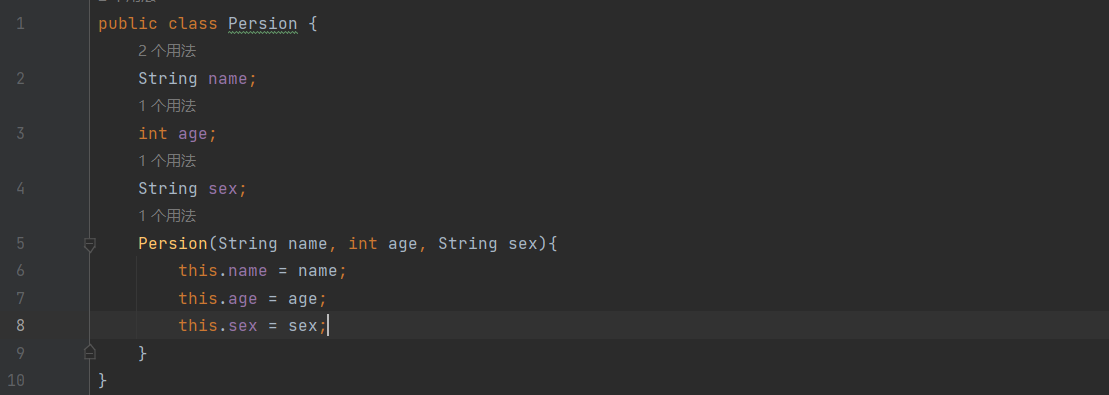 1 public class Persion {
2 个用法
2 String name;
1 个用法
3 int age;
1 个用法
4 String sex;
1 个用法
5 Persion(String name, int age, String sex){
6 this.name = name;
7 this.age = age;
8 this.sex = sex;
9 }
10 }